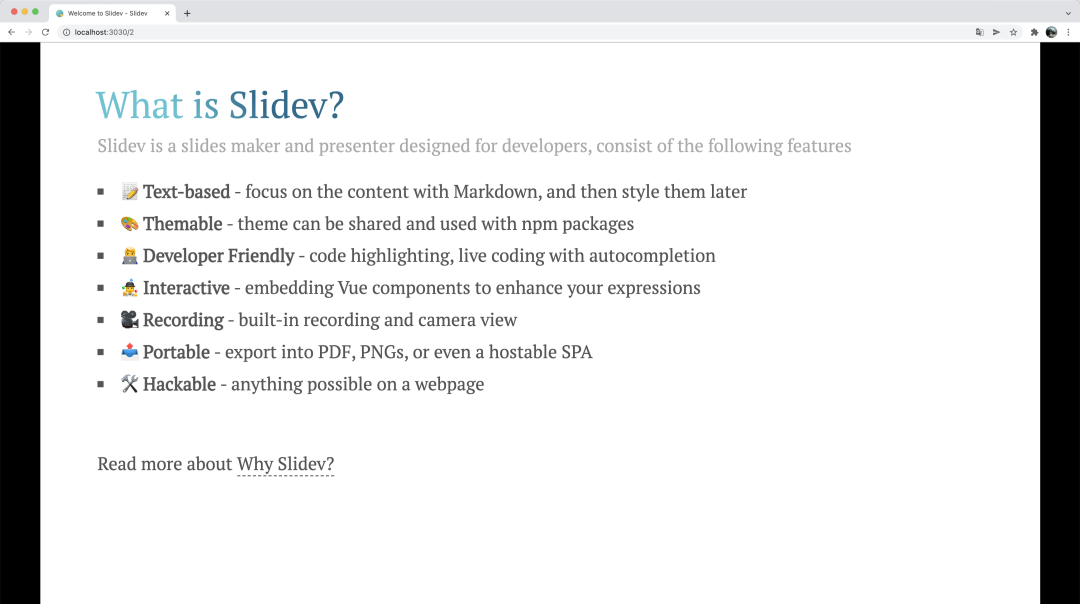 Welcome to Slidev - Slidev
localhost:3030/2
What is Slidev?
Slidev is a slides maker and presenter designed for developers, consist of the following features
📝 Text-based - focus on the content with Markdown, and then style them later
🎨 Themable - theme can be shared and used with npm packages
🧑‍💻 Developer Friendly - code highlighting, live coding with autocompletion
🤹 Interactive - embedding Vue components to enhance your expressions
🎥 Recording - built-in recording and camera view
📤 Portable - export into PDF, PNGs, or even a hostable SPA
🛠 Hackable - anything possible on a webpage
Read more about Why Slidev?